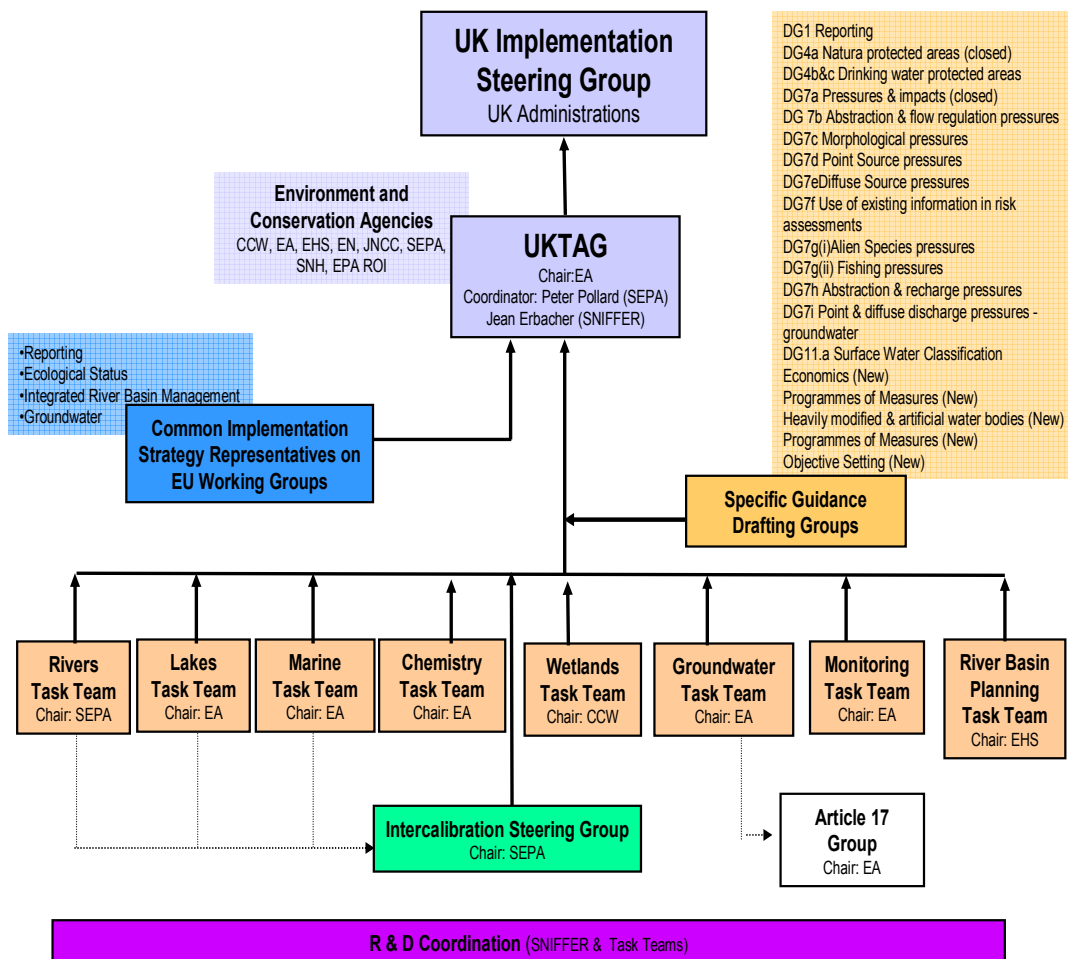 UK Implementation
Steering Group
UK Administrations
DG1 Reporting
DG4a Natura protected areas (closed)
DG4b&c Drinking water protected areas
DG7a Pressures & impacts (closed)
DG 7b Abstraction & flow regulation pressures
DG7c Morphological pressures
DG7d Point Source pressures
DG7eDiffuse Source pressures
DG7f Use of existing information in risk
assessments
DG7g(i)Alien Species pressures
DG7g(ii) Fishing pressures
DG7h Abstraction & recharge pressures
DG7i Point & diffuse discharge pressures -
groundwater
DG11.a Surface Water Classification
Economics (New)
Programmes of Measures (New)
Heavily modified & artificial water bodies (New)
Programmes of Measures (New)
Objective Setting (New)
Environment and
Conservation Agencies
CCW, EA, EHS, EN, JNCC, SEPA,
SNH, EPA ROI
UKTAG
Chair:EA
Coordinator: Peter Pollard (SEPA)
Jean Erbacher (SNIFFER)
•Reporting
•Ecological Status
•Integrated River Basin Management
•Groundwater
Common Implementation
Strategy Representatives on
EU Working Groups
Specific Guidance
Drafting Groups
Rivers
Task Team
Chair: SEPA
Lakes
Task Team
Chair: EA
Marine
Task Team
Chair: EA
Chemistry
Task Team
Chair: EA
Wetlands
Task Team
Chair: CCW
Groundwater
Task Team
Chair: EA
Monitoring
Task Team
Chair: EA
River Basin
Planning
Task Team
Chair: EHS
Intercalibration Steering Group
Chair: SEPA
Article 17
Group
Chair: EA
R & D Coordination (SNIFFER & Task Teams)